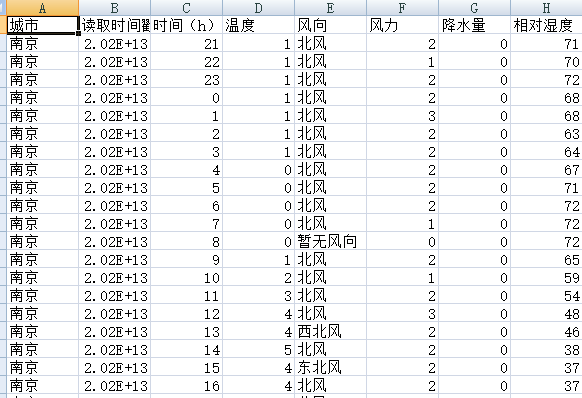 A B C D E F G H
城市 读取时间戳 时间（h） 温度 风向 风力 降水量 相对湿度
南京 2.02E+13 21 1 北风 2 0 71
南京 2.02E+13 22 1 北风 1 0 70
南京 2.02E+13 23 1 北风 2 0 72
南京 2.02E+13 0 1 北风 2 0 68
南京 2.02E+13 1 1 北风 3 0 68
南京 2.02E+13 2 1 北风 2 0 63
南京 2.02E+13 3 1 北风 2 0 64
南京 2.02E+13 4 0 北风 2 0 67
南京 2.02E+13 5 0 北风 2 0 71
南京 2.02E+13 6 0 北风 2 0 72
南京 2.02E+13 7 0 北风 1 0 72
南京 2.02E+13 8 0 暂无风向 0 0 72
南京 2.02E+13 9 1 北风 2 0 65
南京 2.02E+13 10 2 北风 1 0 59
南京 2.02E+13 11 3 北风 2 0 54
南京 2.02E+13 12 4 北风 3 0 48
南京 2.02E+13 13 4 西北风 2 0 46
南京 2.02E+13 14 5 北风 2 0 38
南京 2.02E+13 15 4 东北风 2 0 37
南京 2.02E+13 16 4 北风 2 0 37